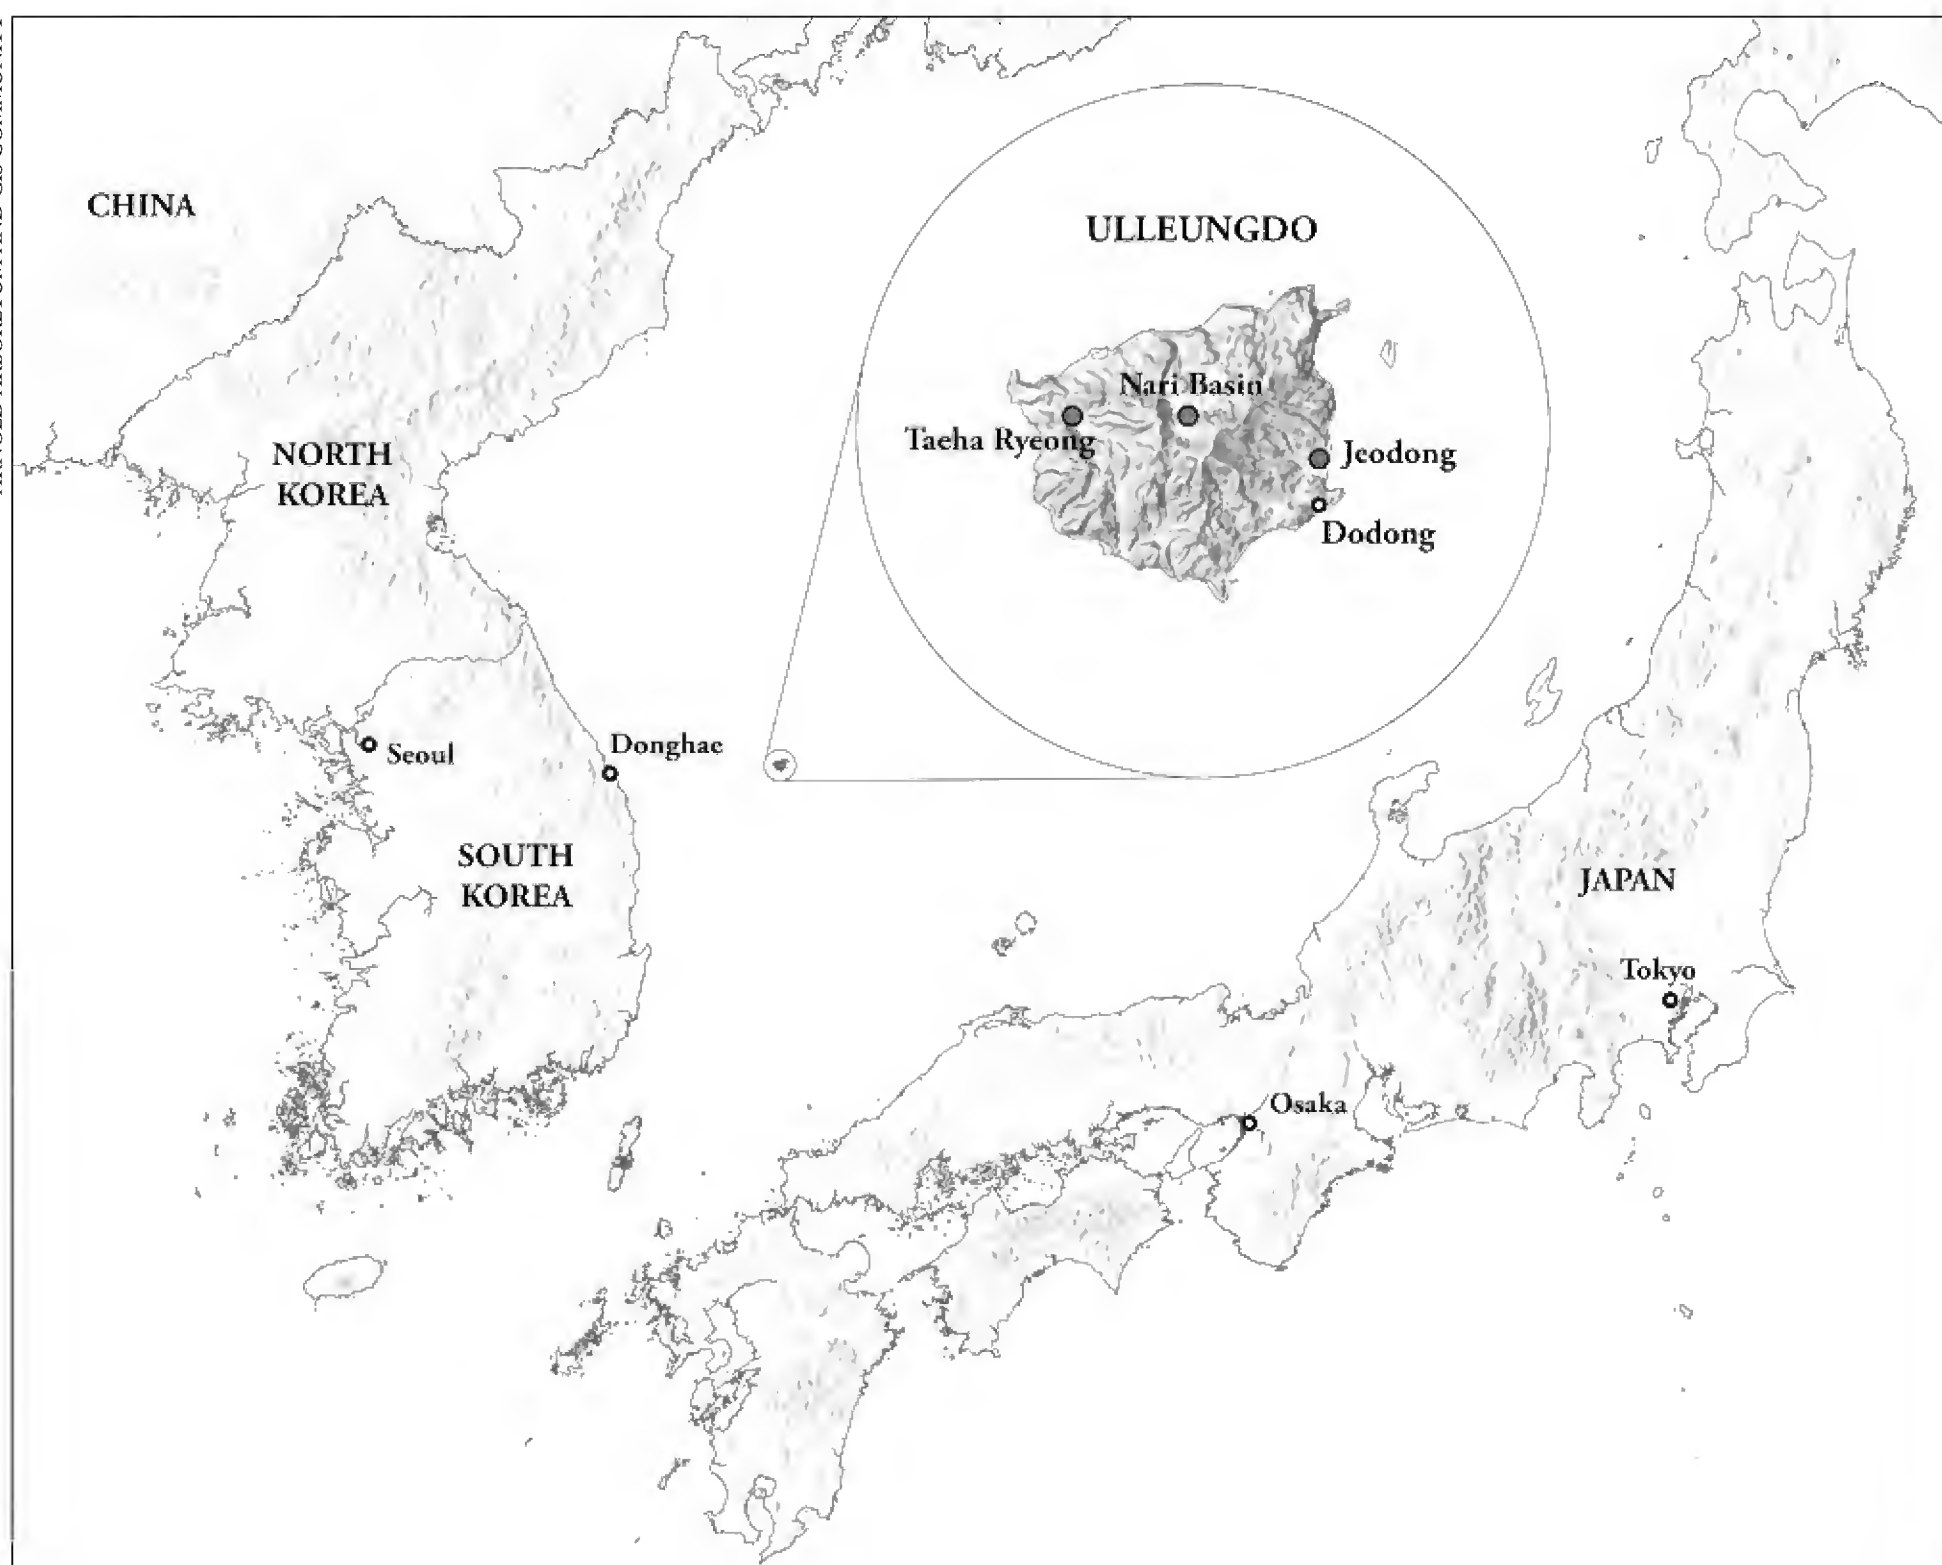 CHINA
ULLEUNGDO
Nari Basin
Taeha Ryeong
Jeodong
Dodong
NORTH
KOREA
Seoul
Donghae
SOUTH
KOREA
JAPAN
Tokyo
Osaka